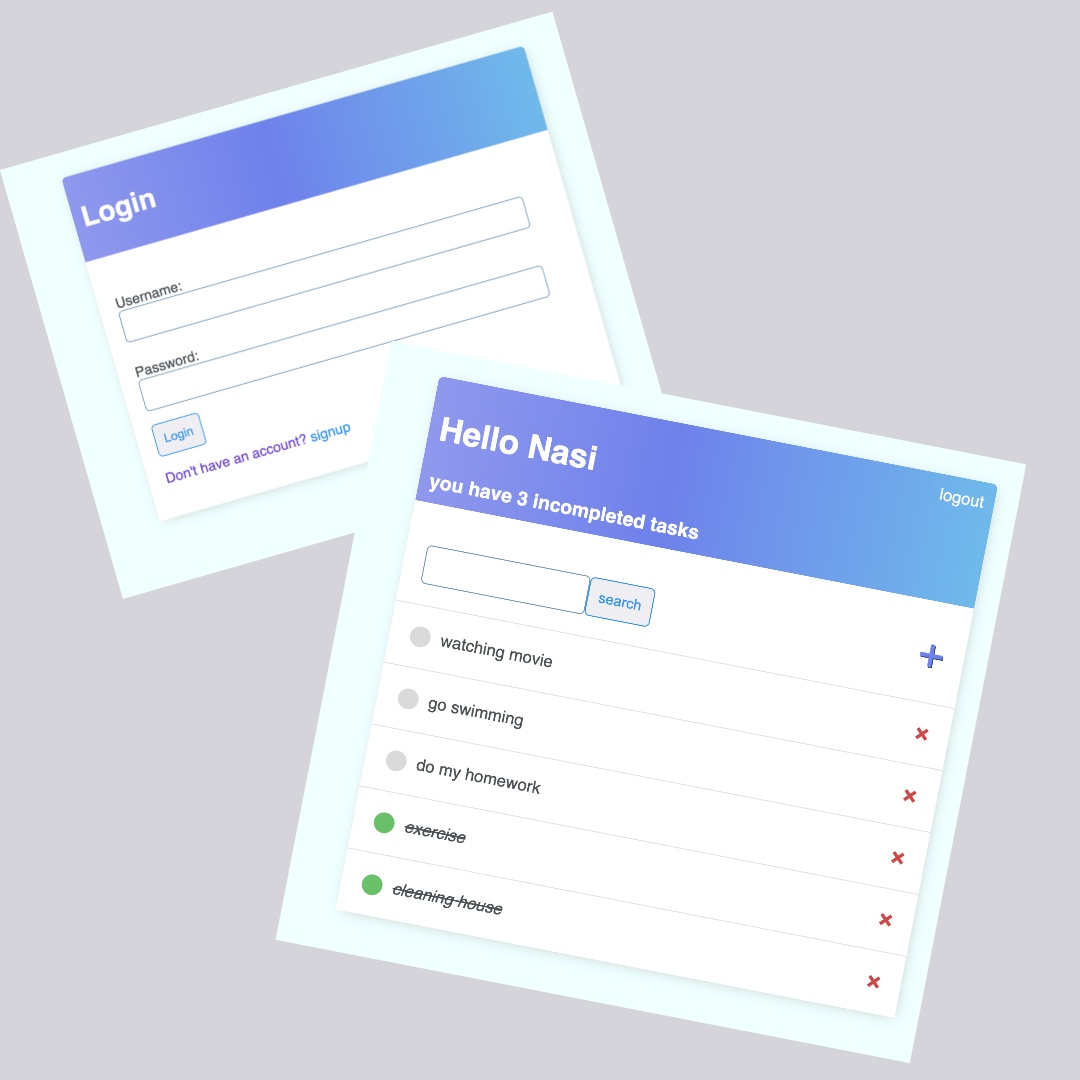 Login
Username:
Password:
Login
Don't have an account? signup
Hello Nasi
logout
you have 3 incompleted tasks
search
watching movie
go swimming
do my homework
exercise
cleaning house